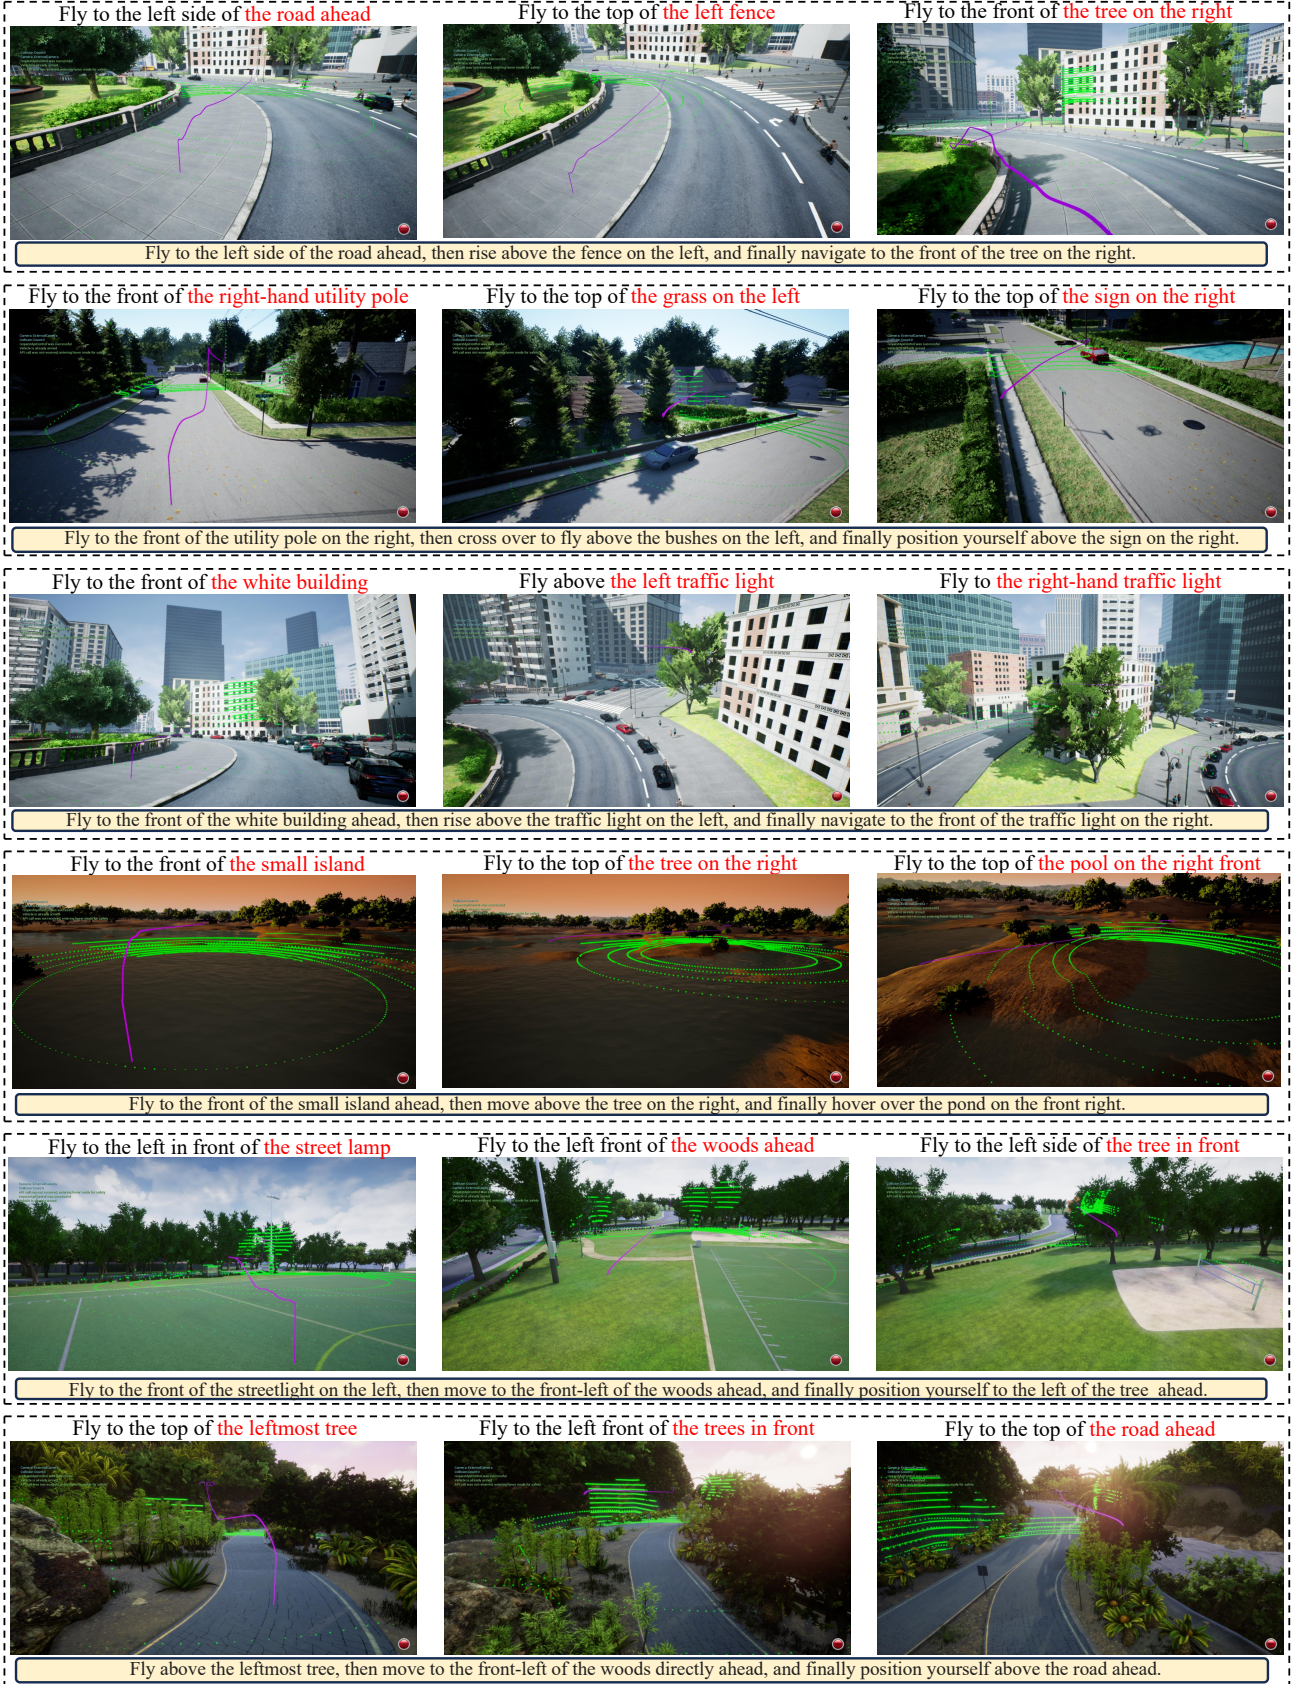 Fly to the left side of the road ahead
Fly to the top of the left fence
Fly to the front of the tree on the right
Fly to the left side of the road ahead, then rise above the fence on the left, and finally navigate to the front of the tree on the right.
Fly to the front of the right-hand utility pole
Fly to the top of the grass on the left
Fly to the top of the sign on the right
Fly to the front of the utility pole on the right, then cross over to fly above the bushes on the left, and finally position yourself above the sign on the right.
Fly to the front of the white building
Fly above the left traffic light
Fly to the right-hand traffic light
Fly to the front of the white building ahead, then rise above the traffic light on the left, and finally navigate to the front of the traffic light on the right.
Fly to the front of the small island
Fly to the top of the tree on the right
Fly to the top of the pool on the right front
Fly to the front of the small island ahead, then move above the tree on the right, and finally hover over the pond on the front right.
Fly to the left in front of the street lamp
Fly to the left front of the woods ahead
Fly to the left side of the tree in front
Fly to the front of the streetlight on the left, then move to the front-left of the woods ahead, and finally position yourself to the left of the tree ahead.
Fly to the top of the leftmost tree
Fly to the left front of the trees in front
Fly to the top of the road ahead
Fly above the leftmost tree, then move to the front-left of the woods directly ahead, and finally position yourself above the road ahead.